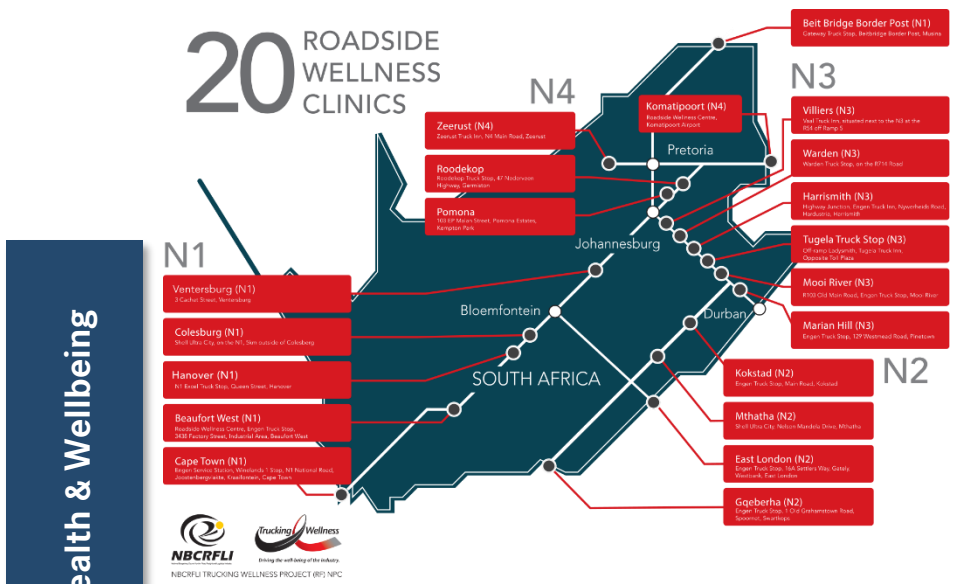 20 ROADSIDE
WELLNESS
CLINICS
N4
N3
N1
N2
Beit Bridge Border Post (N1)
Gateway Truck Stop, Beitbridge Border Post, Musina
Komatipoort (N4)
Roadside Wellness Centre,
Komatipoort Airport
Zeerust (N4)
Zeerust Truck Inn, N4 Main Road, Zeerust
Roodekop
Roodekop Truck Stop, 47 Nederveen
Highway, Germiston
Pomona
Street, Pomona Estates,
Kempton Park
Villiers (N3)
Vaal Truck Inn, situated next to the N3 at the
off Ramp
Warden (N3)
Warden Truck Stop, on the R714 Road
Harrismith (N3)
Highway Junction, Engen Truck Inn, Nywerheids Road,
Harrismith
Tugela Truck Stop (N3)
Off ramp Ladysmith, Tugela Truck Inn,
Opposite Toll Plaza
Mooi River (N3)
R103 Old Main Road, Engen Truck Stop, Mooi River
Marian Hill (N3)
Engen Truck Stop, 129 Westmead Road, Pinetown
Pretoria
Johannesburg
Bloemfontein
Durban
SOUTH AFRICA
Ventersburg (N1)
3 Cachet Street, Ventersburg
Colesburg (N1)
Shell Ultra City, on the N1, 5km outside of Colesberg
Hanover (N1)
N1 Excel Truck Stop, Queen Street, Hanover
Beaufort West (N1)
Roadside Wellness Centre, Engen Truck Stop,
Factory Street, Industrial Area, Beaufort West
Cape Town (N1)
Engen Service Station, Winelands 1 Stop, N1 National Road,
Joostenbergvlakte, Kraaifontein, Cape Town
Kokstad (N2)
Engen Truck Stop, Main Road, Kokstad
Mthatha (N2)
Shell Ultra City, Nelson Mandela Drive, Mthatha
East London (N2)
Engen Truck Stop, 16A Settlers Way, Gately,
Westbank, East London
Gqeberha (N2)
Engen Truck Stop, 1 Old Grahamstown Road,
Swartkops
ealth & Wellbeing
NBCRFLI
Trucking Wellness
Driving the well-being of the industry.
NBCRFLI TRUCKING WELLNESS PROJECT (RF) NPC